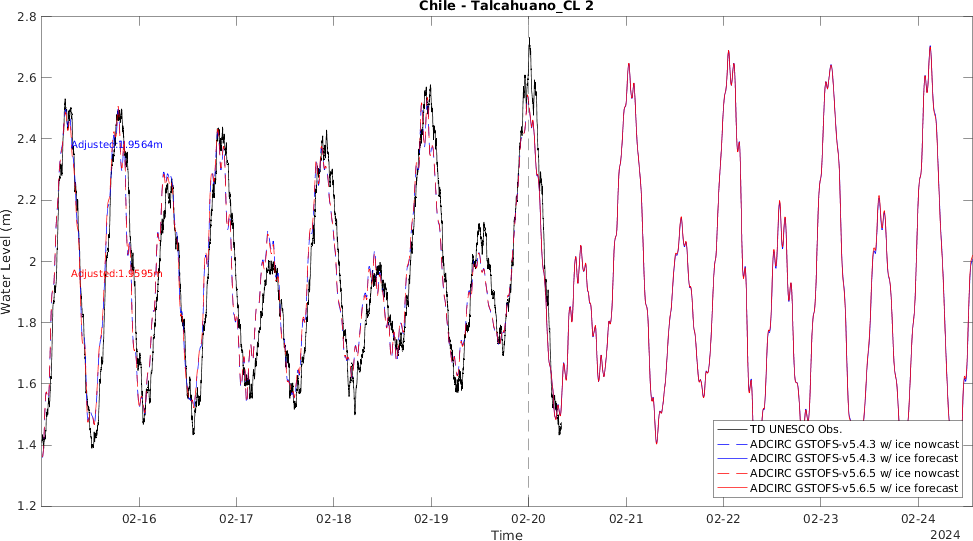 Chile - Talcahuano_CL 2
2.8
2.6
2.4
2.2
2
1.8
1.6
1.4
1.2
Water Level (m)
Adjusted:1.9564m
Adjusted:1.9595m
TD UNESCO Obs.
ADCIRC GSTOFS-v5.4.3 w/ ice nowcast
ADCIRC GSTOFS-v5.4.3 w/ ice forecast
ADCIRC GSTOFS-v5.6.5 w/ ice nowcast
ADCIRC GSTOFS-v5.6.5 w/ ice forecast
02-16 02-17 02-18 02-19 02-20 02-21 02-22 02-23 02-24
Time
2024